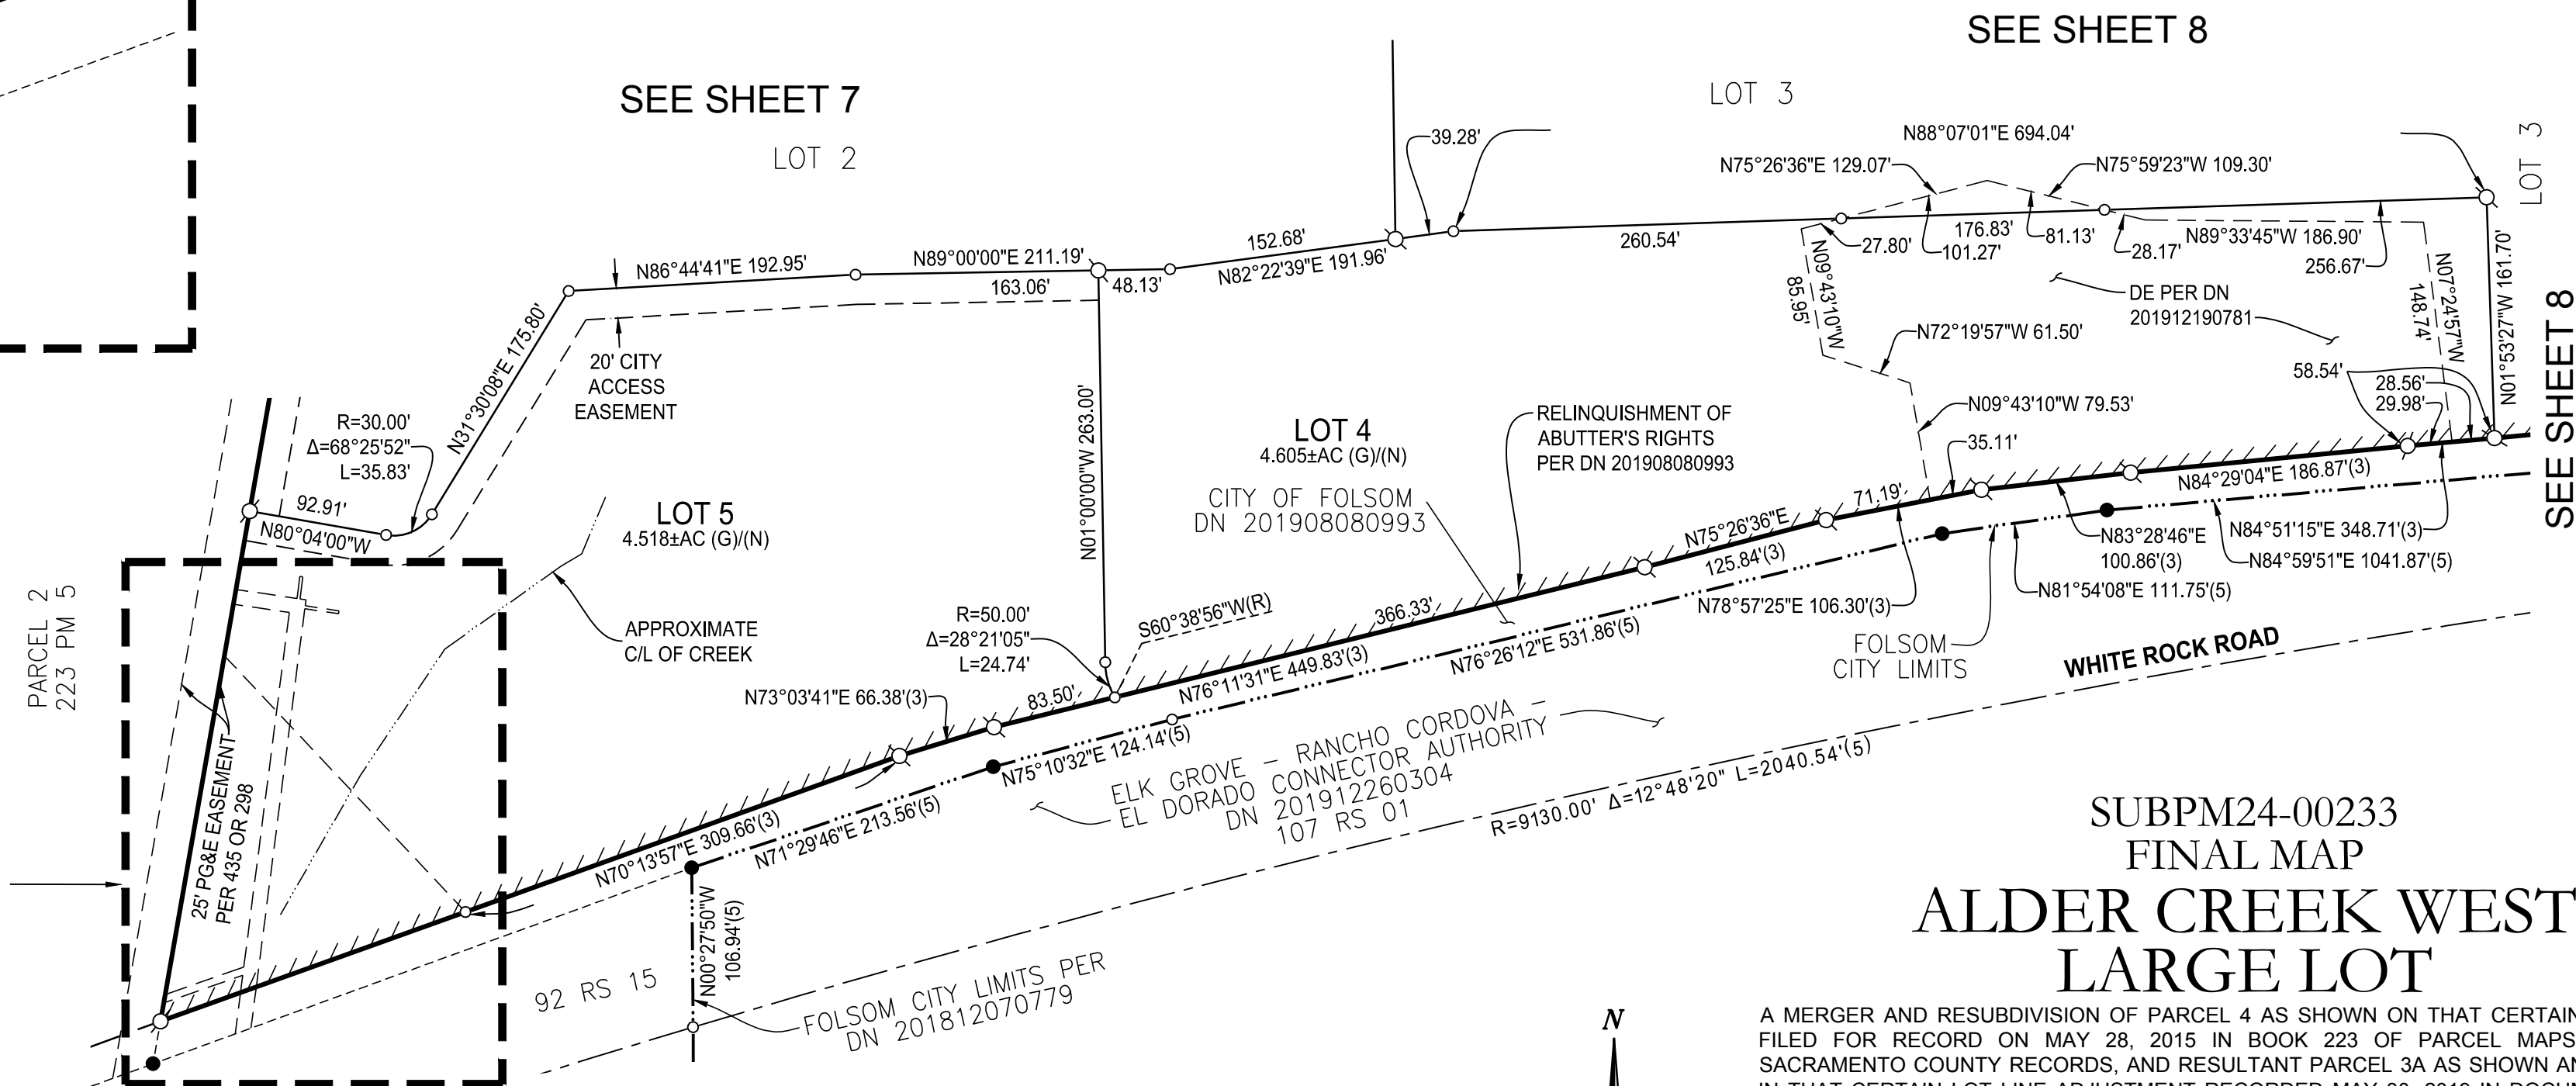 SEE SHEET 8
SEE SHEET 7
LOT 2
LOT 3
LOT 3
39.28'
N88°07'01"E 694.04'
N75°26'36"E 129.07'
N75°59'23"W 109.30'
N86°44'41"E 192.95'
N89°00'00"E 211.19'
163.06'
48.13'
152.68'
N82°22'39"E 191.96'
260.54'
27.80'
101.27'
176.83'
81.13'
28.17'
N89°33'45"W 186.90'
256.67'
N09°43'10"W
85.95'
N72°19'57"W 61.50'
N09°43'10"W 79.53'
DE PER DN
201912190781
N07°24'57"W
148.74'
N01°53'27"W 161.70'
SEE SHEET 8
58.54'
28.56'
29.98'
35.11'
71.19'
20' CITY
ACCESS
EASEMENT
N31°30'08"E 175.80'
R=30.00'
Δ=68°25'52"
L=35.83'
92.91'
N80°04'00"W
LOT 5
4.518±AC (G)/(N)
N01°00'00"W 263.00'
LOT 4
4.605±AC (G)/(N)
CITY OF FOLSOM
DN 201908080993
RELINQUISHMENT OF
ABUTTER'S RIGHTS
PER DN 201908080993
APPROXIMATE
C/L OF CREEK
R=50.00'
Δ=28°21'05"
L=24.74'
S60°38'56"W(R)
366.33'
N75°26'36"E
125.84'(3)
N84°29'04"E 186.87'(3)
N83°28'46"E
100.86'(3)
N84°51'15"E 348.71'(3)
N84°59'51"E 1041.87'(5)
N81°54'08"E 111.75'(5)
N78°57'25"E 106.30'(3)
FOLSOM
CITY LIMITS
WHITE ROCK ROAD
PARCEL 2
223 PM 5
25' PG&E EASEMENT
PER 435 OR 298
N73°03'41"E 66.38'(3)
83.50'
N76°11'31"E 449.83'(3)
N76°26'12"E 531.86'(5)
N75°10'32"E 124.14'(5)
N70°13'57"E 309.66'(3)
N71°29'46"E 213.56'(5)
ELK GROVE – RANCHO CORDOVA –
EL DORADO CONNECTOR AUTHORITY
DN 201912260304
107 RS 01
R=9130.00' Δ=12°48'20" L=2040.54'(5)
N00°27'50"W
106.94'(5)
92 RS 15
FOLSOM CITY LIMITS PER
DN 201812070779
N
SUBPM24-00233
FINAL MAP
ALDER CREEK WEST
LARGE LOT
A MERGER AND RESUBDIVISION OF PARCEL 4 AS SHOWN ON THAT CERTAIN
FILED FOR RECORD ON MAY 28, 2015 IN BOOK 223 OF PARCEL MAPS
SACRAMENTO COUNTY RECORDS, AND RESULTANT PARCEL 3A AS SHOWN